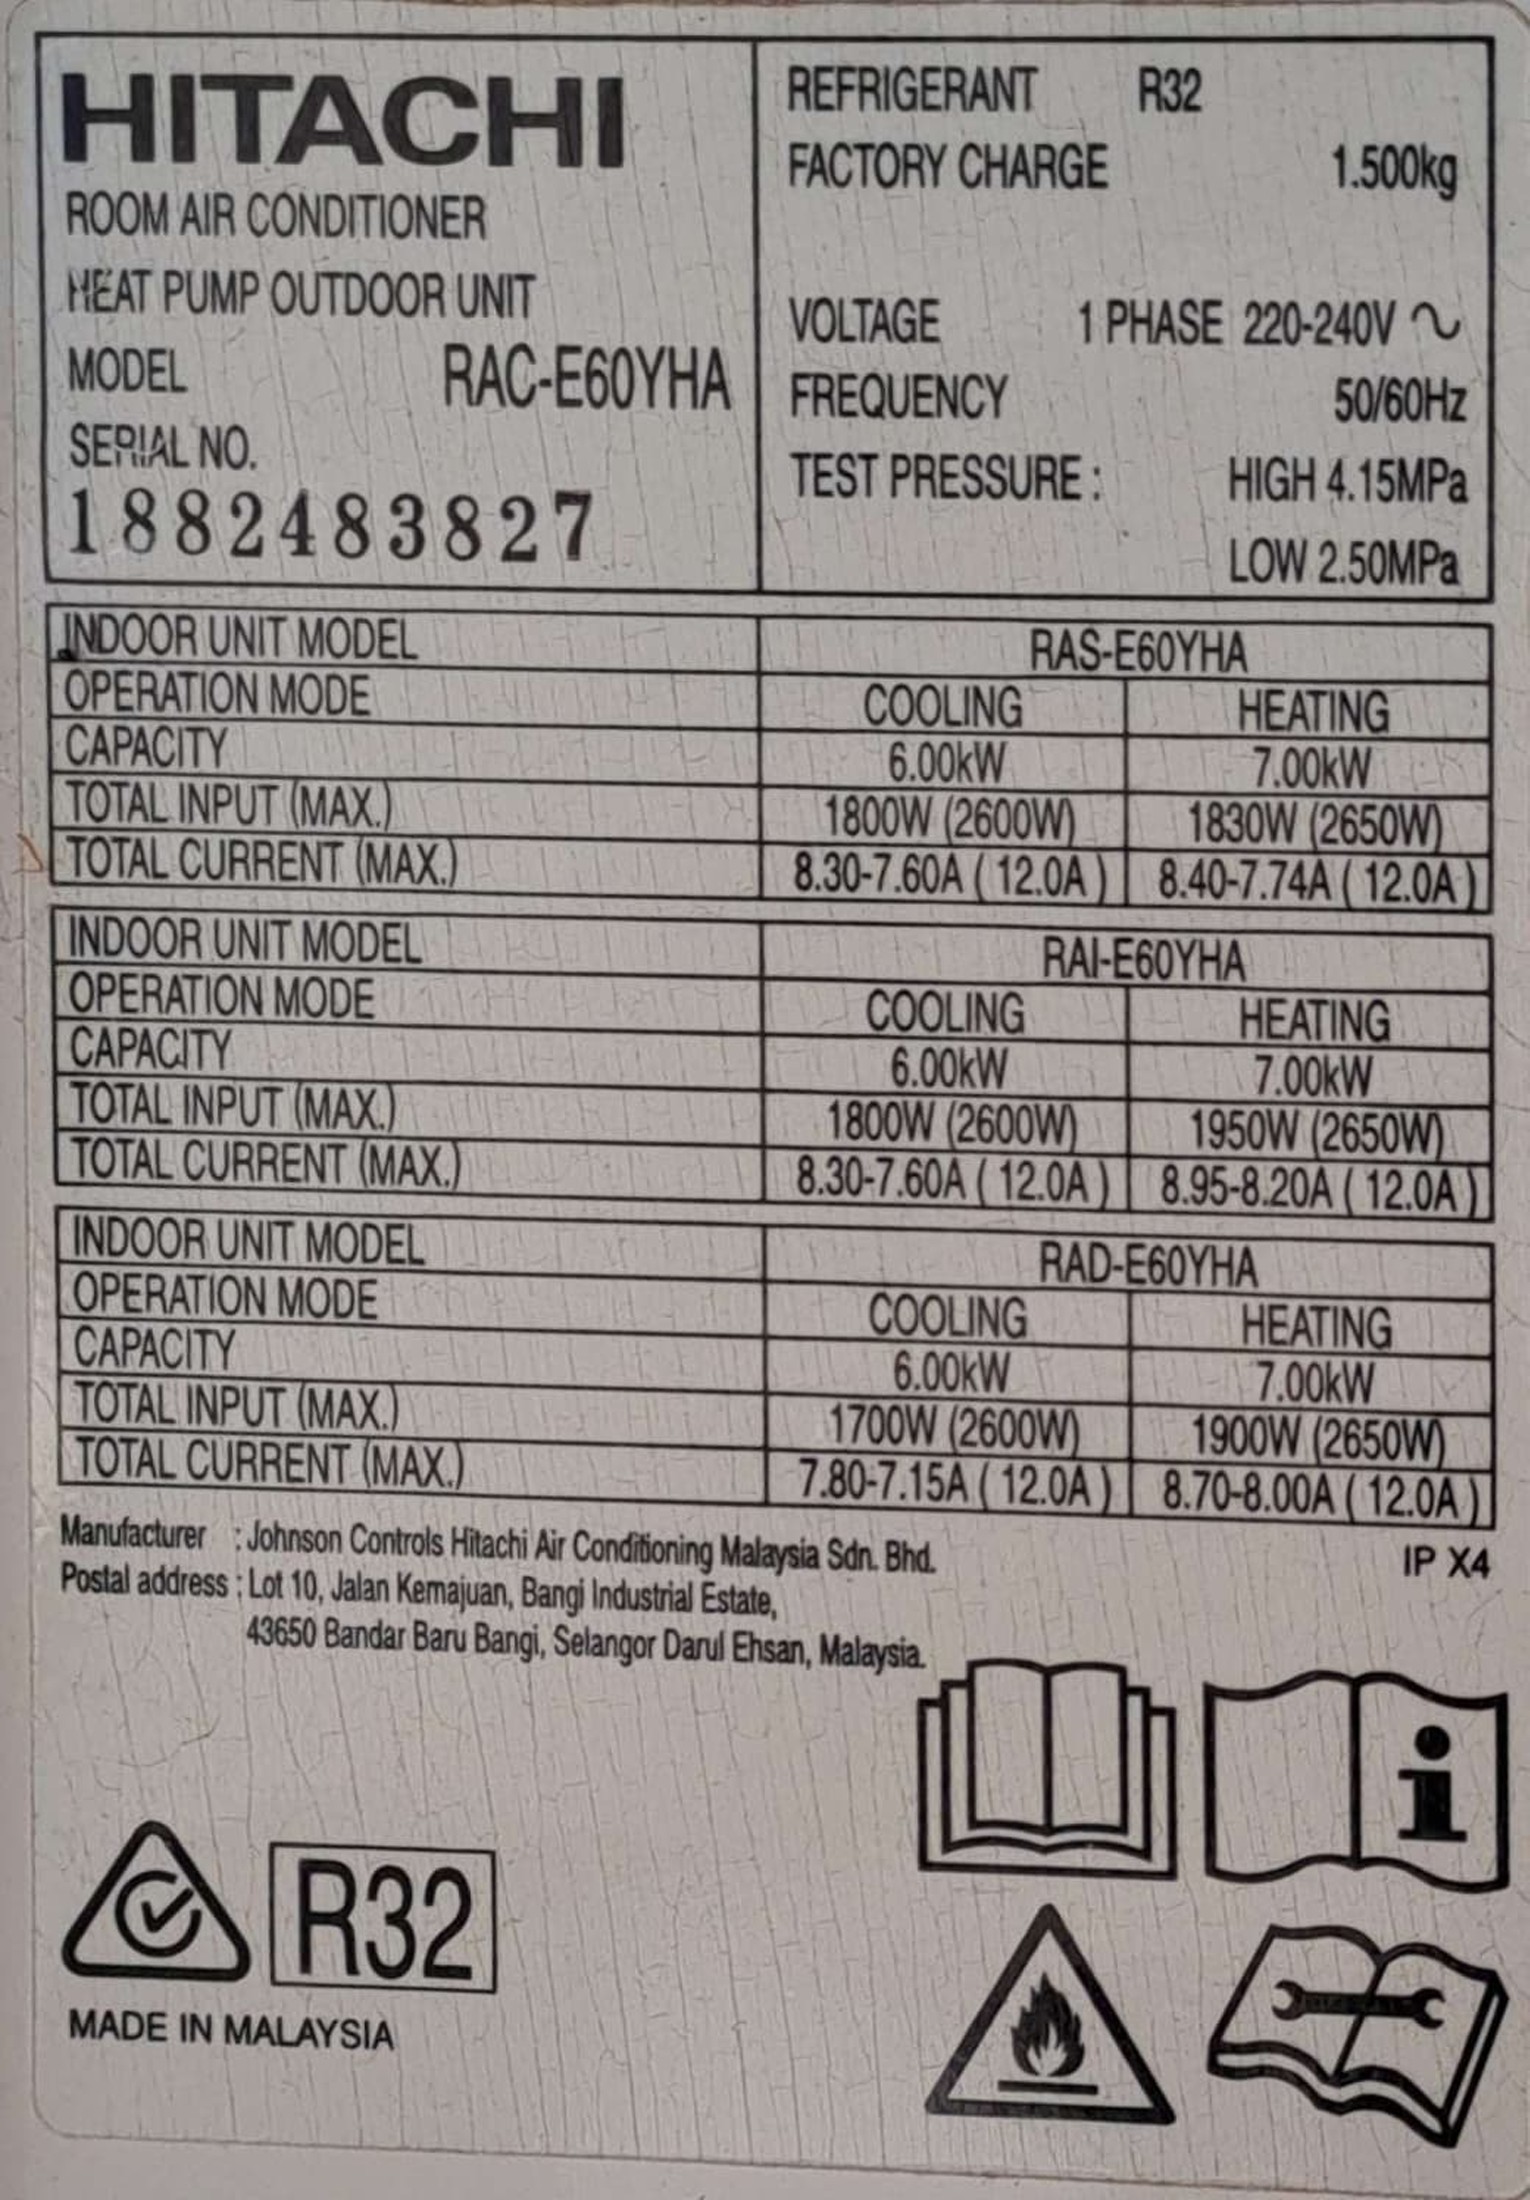 HITACHI
ROOM AIR CONDITIONER
HEAT PUMP OUTDOOR UNIT
MODEL RAC-E60YHA
SERIAL NO.
1882483827
REFRIGERANT R32
FACTORY CHARGE 1.500kg
VOLTAGE 1 PHASE 220-240V ~
FREQUENCY 50/60Hz
TEST PRESSURE : HIGH 4.15MPa
LOW 2.50MPa
INDOOR UNIT MODEL RAS-E60YHA
OPERATION MODE COOLING HEATING
CAPACITY 6.00kW 7.00kW
TOTAL INPUT (MAX.) 1800W (2600W) 1830W (2650W)
TOTAL CURRENT (MAX.) 8.30-7.60A ( 12.0A ) 8.40-7.74A ( 12.0A )
INDOOR UNIT MODEL RAI-E60YHA
OPERATION MODE COOLING HEATING
CAPACITY 6.00kW 7.00kW
TOTAL INPUT (MAX.) 1800W (2600W) 1950W (2650W)
TOTAL CURRENT (MAX.) 8.30-7.60A ( 12.0A ) 8.95-8.20A ( 12.0A )
INDOOR UNIT MODEL RAD-E60YHA
OPERATION MODE COOLING HEATING
CAPACITY 6.00kW 7.00kW
TOTAL INPUT (MAX.) 1700W (2600W) 1900W (2650W)
TOTAL CURRENT (MAX.) 7.80-7.15A ( 12.0A ) 8.70-8.00A ( 12.0A )
Manufacturer : Johnson Controls Hitachi Air Conditioning Malaysia Sdn. Bhd.
IP X4
Postal address : Lot 10, Jalan Kemajuan, Bangi Industrial Estate,
43650 Bandar Baru Bangi, Selangor Darul Ehsan, Malaysia.
R32
MADE IN MALAYSIA